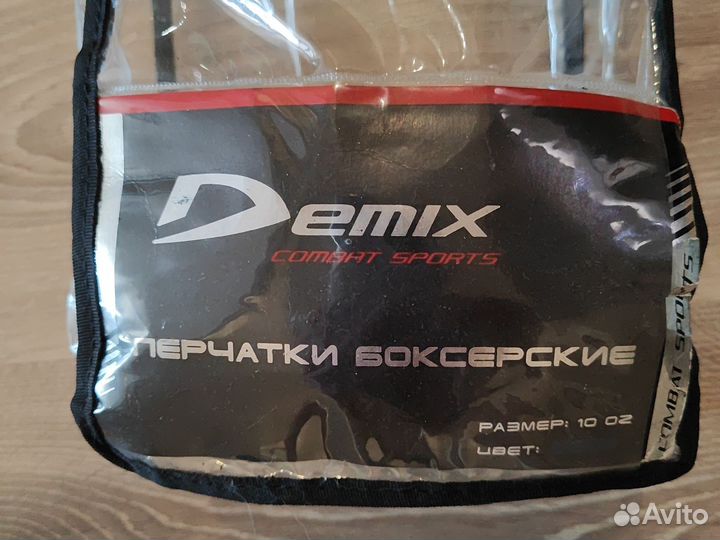 Demix
COMBAT SPORTS
ПЕРЧАТКИ БОКСЕРСКИЕ
РАЗМЕР: 10 OZ
ЦВЕТ:
COMBAT SPORTS
Avito